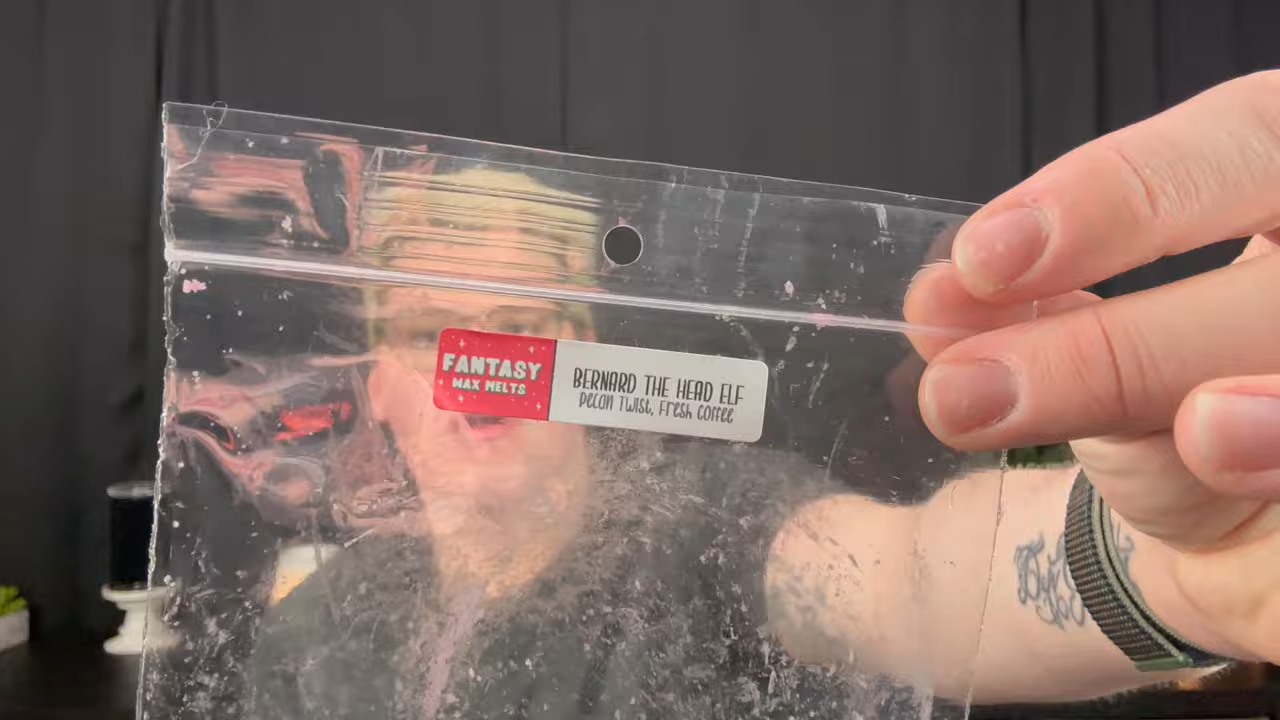 FANTASY
WAX MELTS
BERNARD THE HEAD ELF
Pecan Twist, Fresh Coffee